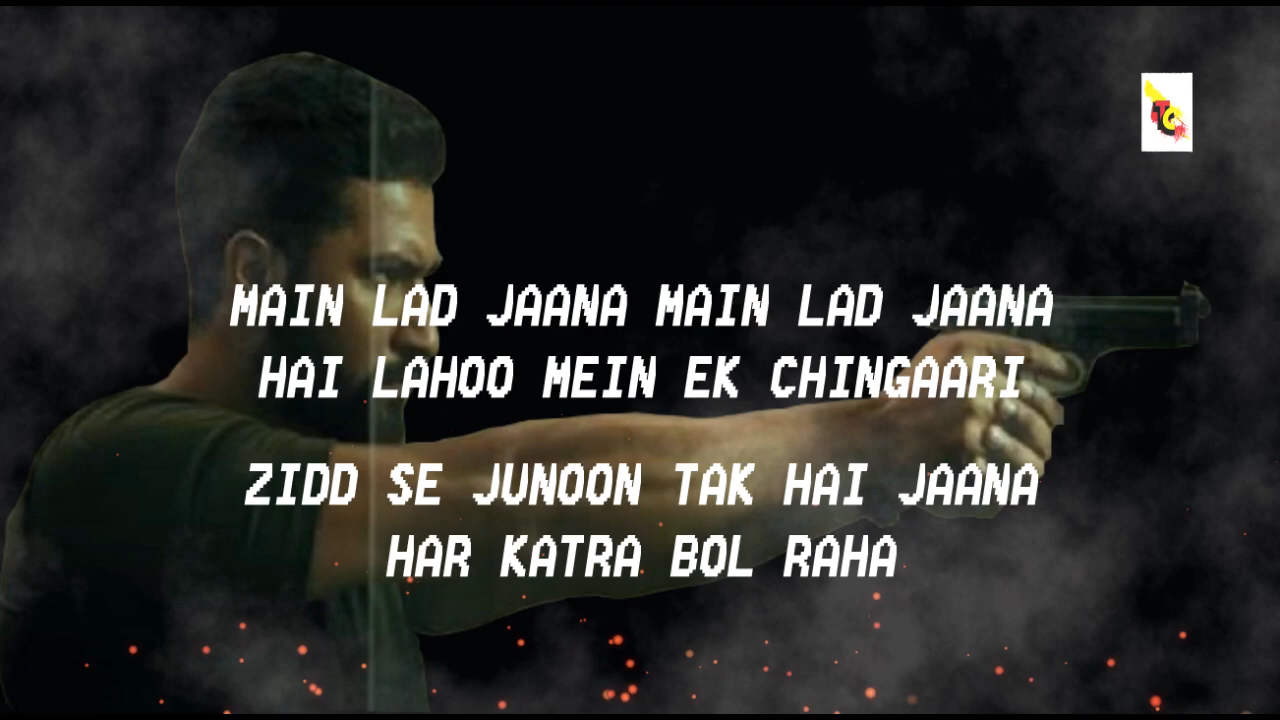 MAIN LAD JAANA MAIN LAD JAANA
HAI LAHOO MEIN EK CHINGAARI
ZIDD SE JUNOON TAK HAI JAANA
HAR KATRA BOL RAHA
TC